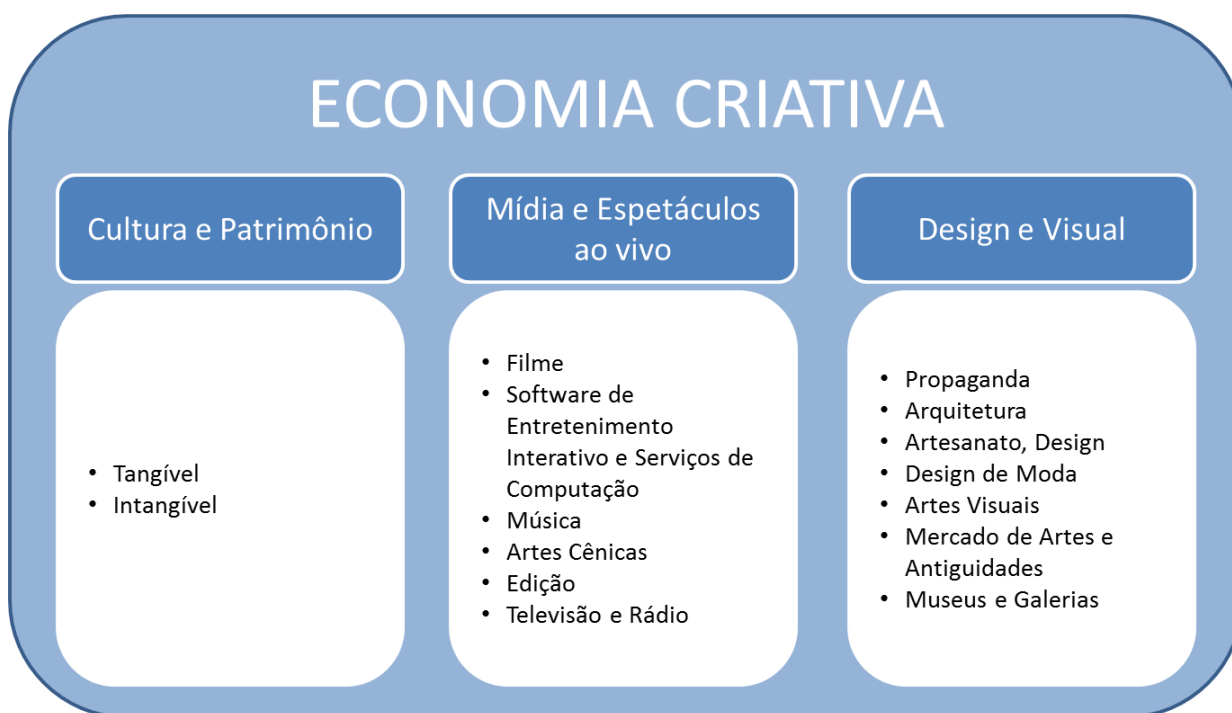 ECONOMIA CRIATIVA
Cultura e Patrimônio
• Tangível
• Intangível
Mídia e Espetáculos
ao vivo
• Filme
• Software de
Entretenimento
Interativo e Serviços de
Computação
• Música
• Artes Cênicas
• Edição
• Televisão e Rádio
Design e Visual
• Propaganda
• Arquitetura
• Artesanato, Design
• Design de Moda
• Artes Visuais
• Mercado de Artes e
Antiguidades
• Museus e Galerias